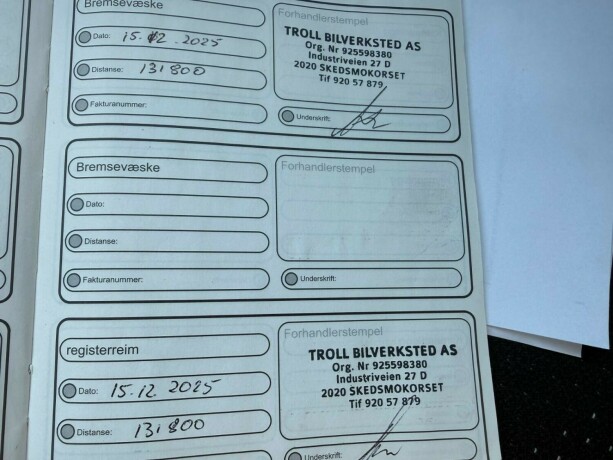 Bremsevæske
Forhandlerstempel
Dato: 15.12.2025
TROLL BILVERKSTED AS
Org. Nr 925598380
Industriveien 27 D
2020 SKEDSMOKORSET
Tlf 920 57 879
Distanse: 131800
Fakturanummer:
Underskrift:
Bremsevæske
Forhandlerstempel
Dato:
Distanse:
Fakturanummer:
Underskrift:
registerreim
Forhandlerstempel
Dato: 15.12.2025
TROLL BILVERKSTED AS
Org. Nr 925598380
Industriveien 27 D
2020 SKEDSMOKORSET
Tlf 920 57 879
Distanse: 131800
Underskrift: